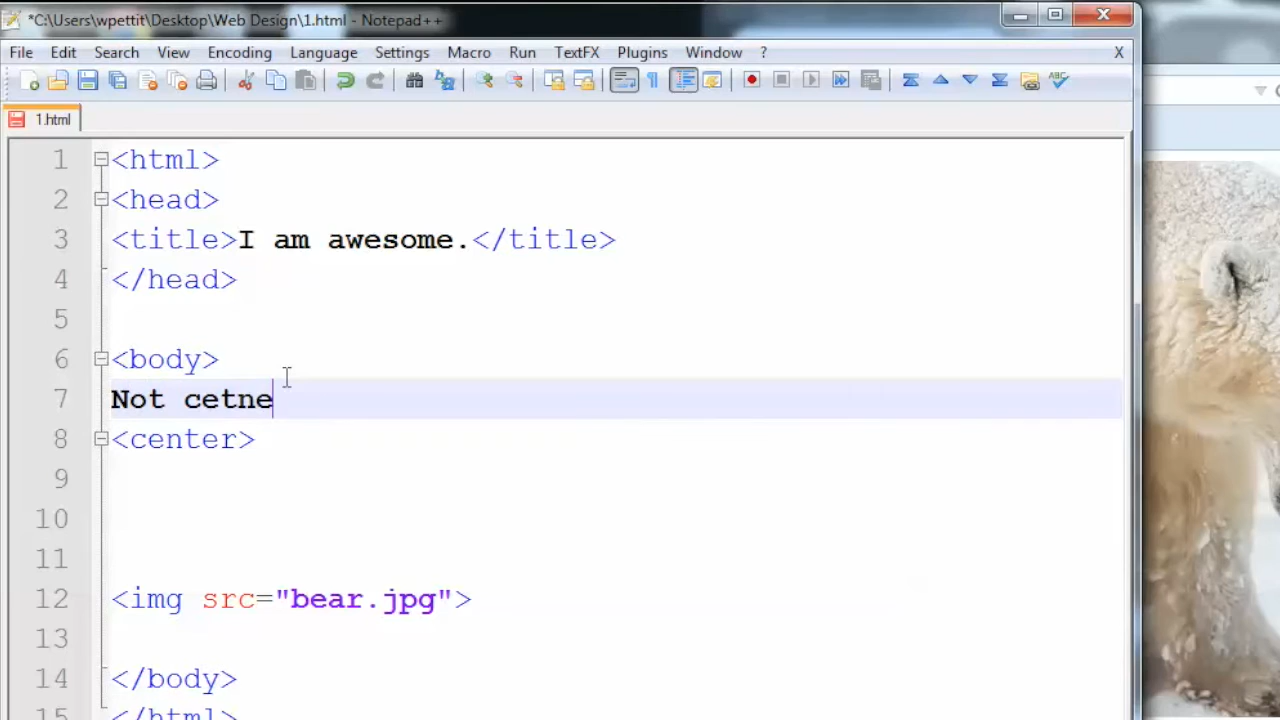 *C:\Users\wpettit\Desktop\Web Design\1.html - Notepad++
File Edit Search View Encoding Language Settings Macro Run TextFX Plugins Window ? X
1.html
1 <html>
2 <head>
3 <title>I am awesome.</title>
4 </head>
5
6 <body>
7 Not cetne
8 <center>
9
10
11
12 <img src="bear.jpg">
13
14 </body>
15 </html>